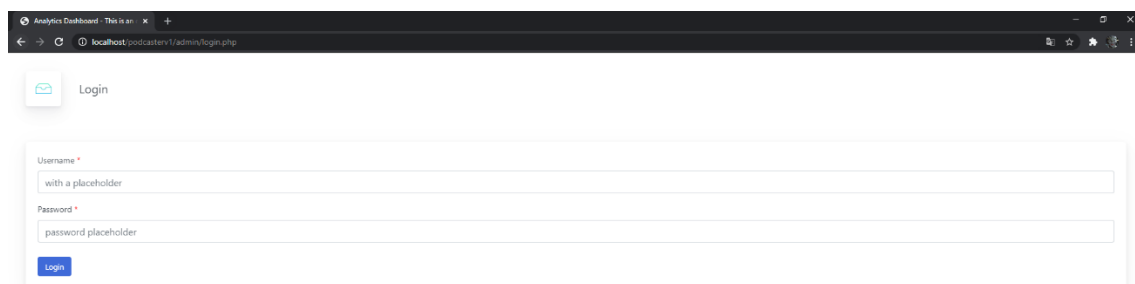 Analytics Dashboard - This is an
localhost/podcasterv1/admin/login.php
Login
Username *
with a placeholder
Password *
password placeholder
Login